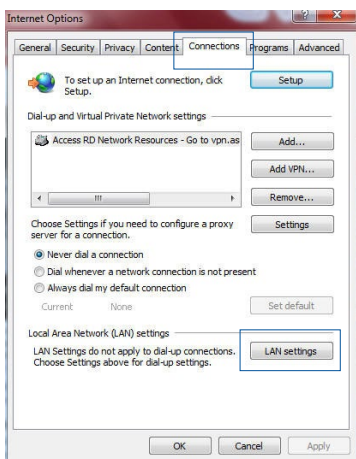 Internet Options
General Security Privacy Content Connections Programs Advanced
To set up an Internet connection, click
Setup.
Setup
Dial-up and Virtual Private Network settings
Access RD Network Resources - Go to vpn.as
Add...
Add VPN...
Remove...
Choose Settings if you need to configure a proxy
server for a connection.
Settings
Never dial a connection
Dial whenever a network connection is not present
Always dial my default connection
Current None
Set default
Local Area Network (LAN) settings
LAN Settings do not apply to dial-up connections.
Choose Settings above for dial-up settings.
LAN settings
OK Cancel Apply